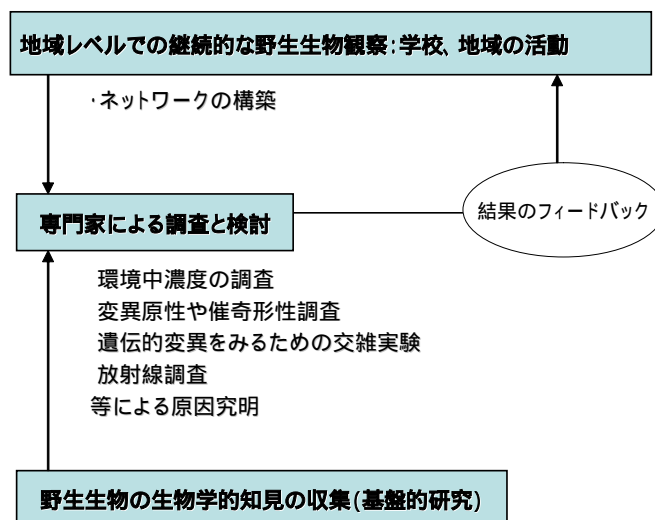 地域レベルでの継続的な野生生物観察:学校、地域の活動
・ネットワークの構築
専門家による調査と検討
結果のフィードバック
環境中濃度の調査
変異原性や催奇形性調査
遺伝的変異をみるための交雑実験
放射線調査
等による原因究明
野生生物の生物学的知見の収集(基盤的研究)